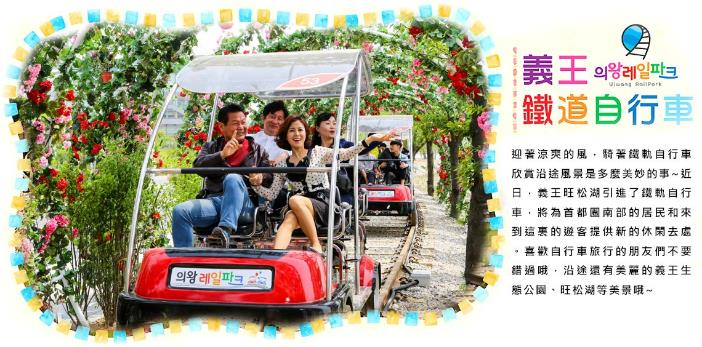 義王 의왕레일파크
Uiwang RailPark
鐵道自行車
迎著涼爽的風，騎著鐵軌自行車
欣賞沿途風景是多麼美妙的事~近
日，義王旺松湖引進了鐵軌自行
車，將為首都圈南部的居民和來
到這裏的遊客提供新的休閑去處
。喜歡自行車旅行的朋友們不要
錯過哦，沿途還有美麗的義王生
態公園、旺松湖等美景哦~
53
의왕레일파크